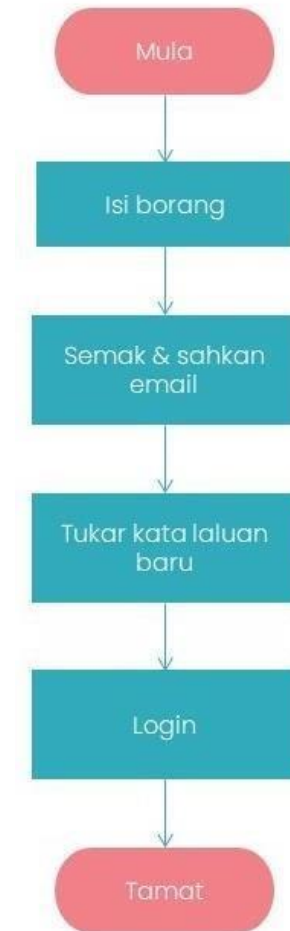 Mula
Isi borang
Semak & sahkan
email
Tukar kata laluan
baru
Login
Tamat